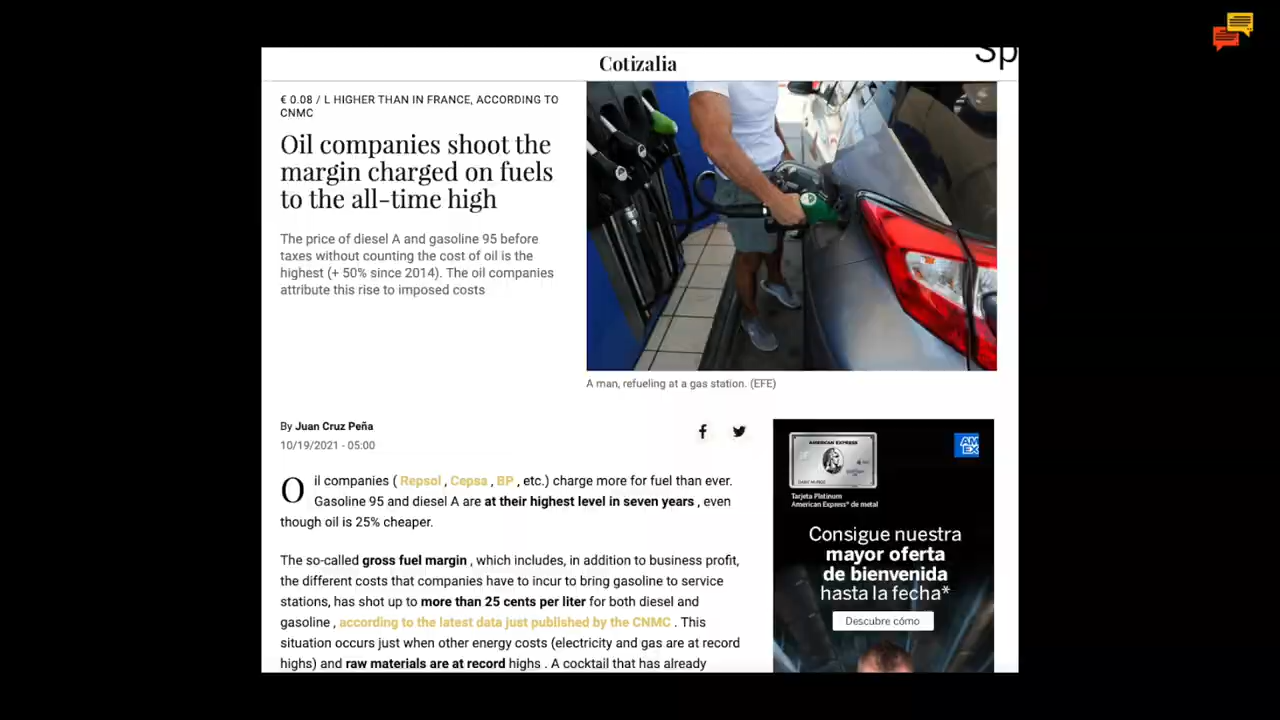 Cotizalia
Sp
€ 0.08 / L HIGHER THAN IN FRANCE, ACCORDING TO
CNMC
Oil companies shoot the
margin charged on fuels
to the all-time high
The price of diesel A and gasoline 95 before
taxes without counting the cost of oil is the
highest (+ 50% since 2014). The oil companies
attribute this rise to imposed costs
A man, refueling at a gas station. (EFE)
By Juan Cruz Peña
10/19/2021 - 05:00
Oil companies ( Repsol , Cepsa , BP , etc.) charge more for fuel than ever.
Gasoline 95 and diesel A are at their highest level in seven years , even
though oil is 25% cheaper.
The so-called gross fuel margin , which includes, in addition to business profit,
the different costs that companies have to incur to bring gasoline to service
stations, has shot up to more than 25 cents per liter for both diesel and
gasoline , according to the latest data just published by the CNMC . This
situation occurs just when other energy costs (electricity and gas are at record
highs) and raw materials are at record highs . A cocktail that has already
AMERICAN EXPRESS
AM
EX
Tarjeta Platinum
American Express® de metal
Consigue nuestra
mayor oferta
de bienvenida
hasta la fecha*
Descubre cómo